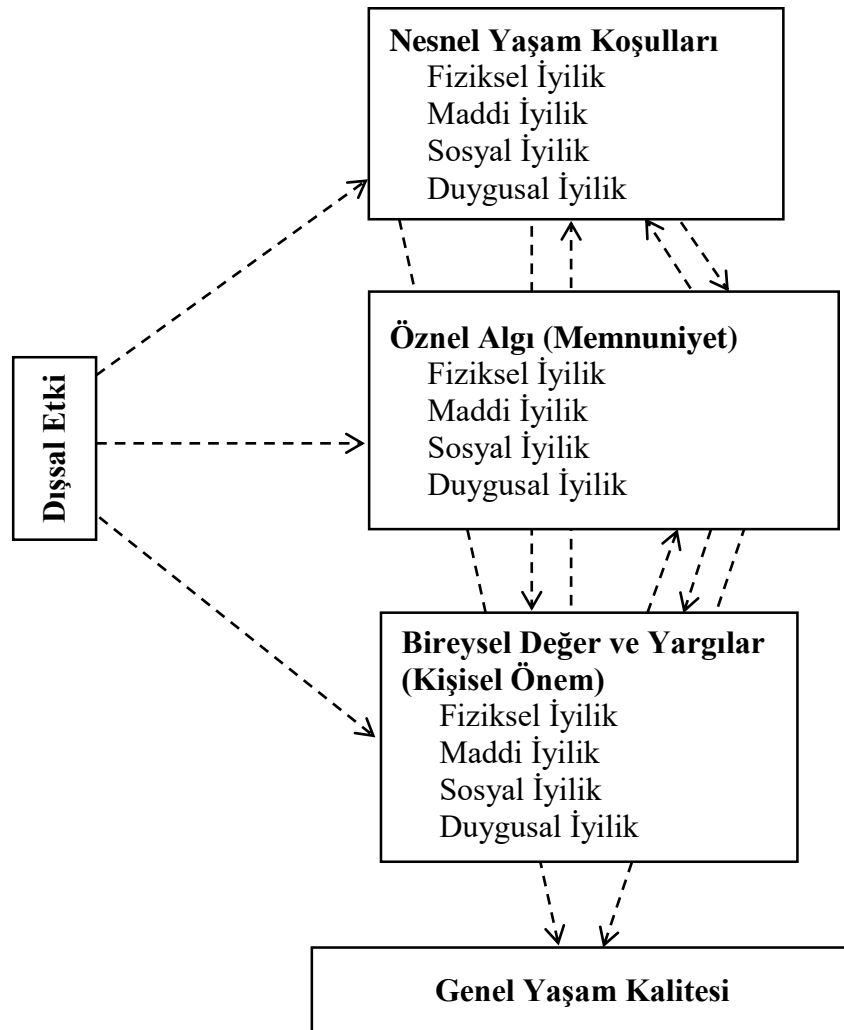 Nesnel Yaşam Koşulları
Fiziksel İyilik
Maddi İyilik
Sosyal İyilik
Duygusal İyilik
Dışsal Etki
Öznel Algı (Memnuniyet)
Fiziksel İyilik
Maddi İyilik
Sosyal İyilik
Duygusal İyilik
Bireysel Değer ve Yargılar
(Kişisel Önem)
Fiziksel İyilik
Maddi İyilik
Sosyal İyilik
Duygusal İyilik
Genel Yaşam Kalitesi